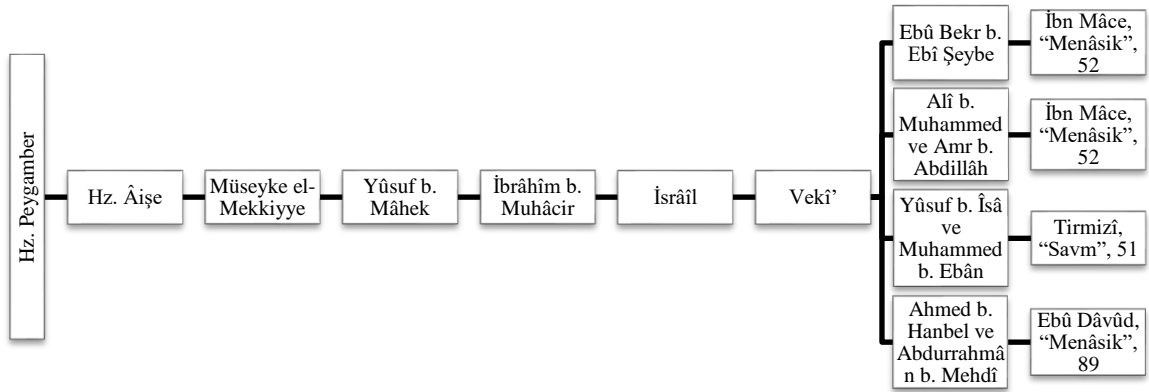 Hz. Peygamber
Hz. Âişe
Müseyke el-
Mekkiyye
Yûsuf b.
Mâhek
İbrâhîm b.
Muhâcir
İsrâîl
Vekî’
Ebû Bekr b.
Ebî Şeybe
İbn Mâce,
“Menâsik”,
52
Alî b.
Muhammed
ve Amr b.
Abdillâh
İbn Mâce,
“Menâsik”,
52
Yûsuf b. Îsâ
ve
Muhammed
b. Ebân
Tirmizî,
“Savm”, 51
Ahmed b.
Hanbel ve
Abdurrahmâ
n b. Mehdî
Ebû Dâvûd,
“Menâsik”,
89